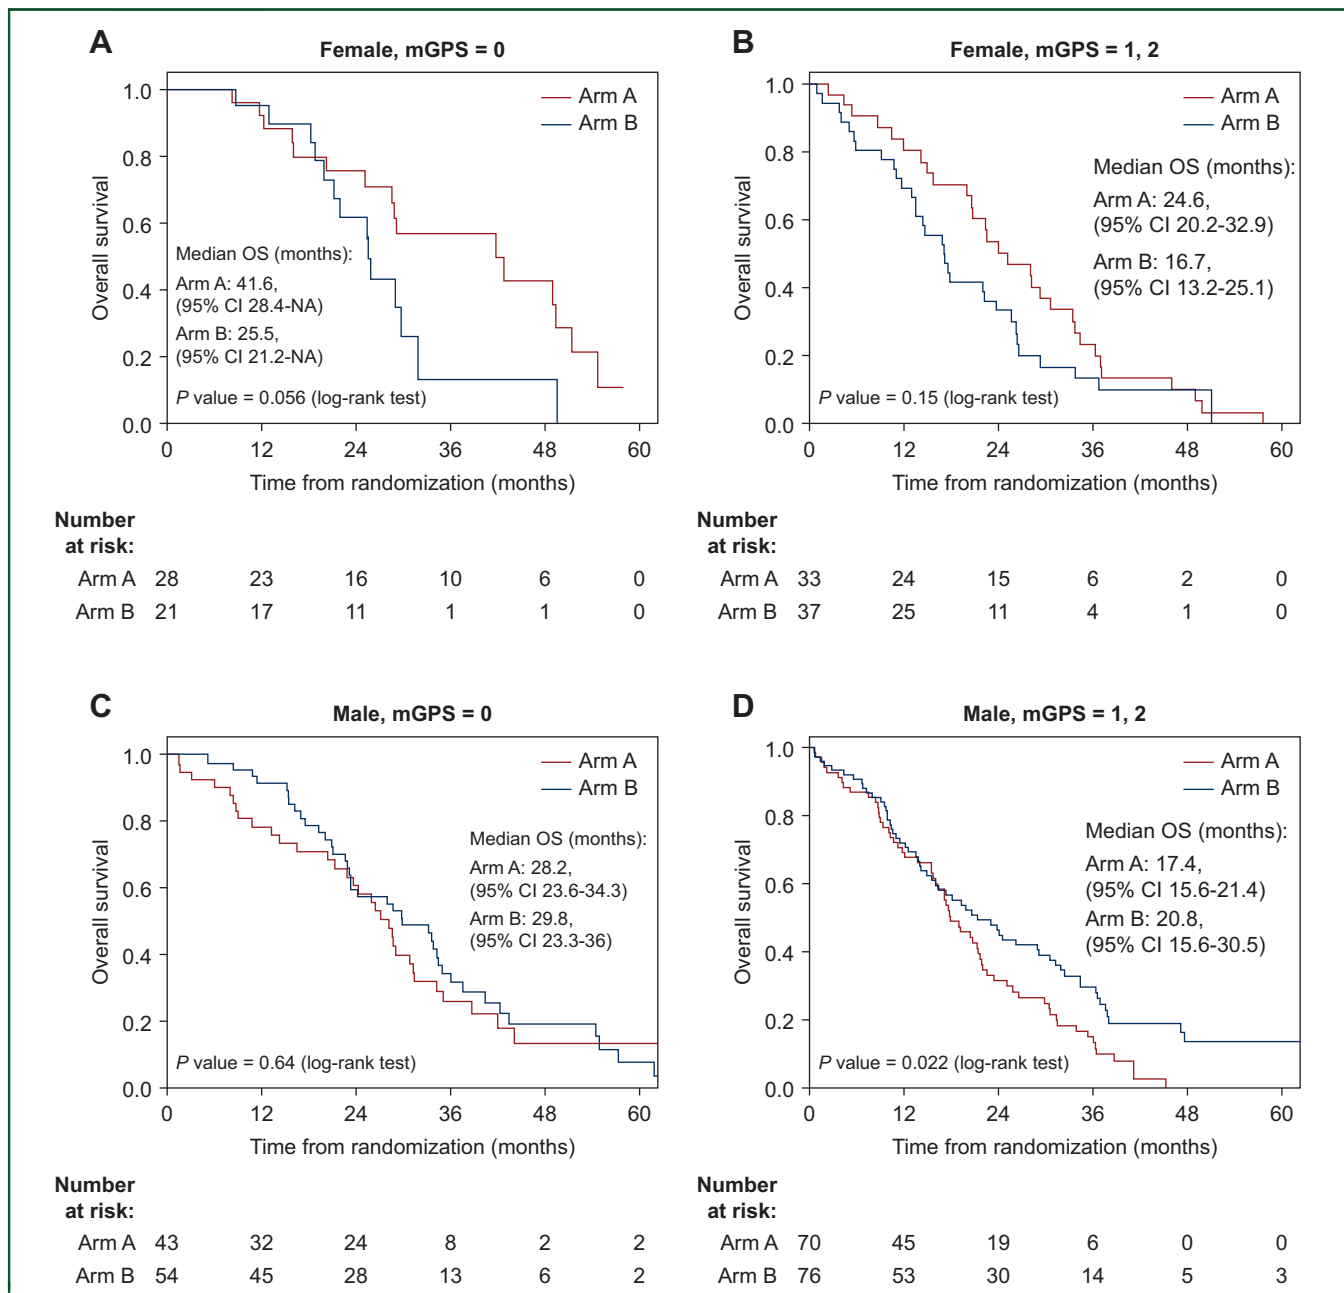 A
Female, mGPS = 0
Arm A
Arm B
Overall survival
1.0
0.8
0.6
0.4
0.2
0.0
Median OS (months):
Arm A: 41.6,
(95% CI 28.4-NA)
Arm B: 25.5,
(95% CI 21.2-NA)
P value = 0.056 (log-rank test)
0 12 24 36 48 60
Time from randomization (months)
Number
at risk:
Arm A 28 23 16 10 6 0
Arm B 21 17 11 1 1 0
B
Female, mGPS = 1, 2
Arm A
Arm B
Overall survival
1.0
0.8
0.6
0.4
0.2
0.0
Median OS (months):
Arm A: 24.6,
(95% CI 20.2-32.9)
Arm B: 16.7,
(95% CI 13.2-25.1)
P value = 0.15 (log-rank test)
0 12 24 36 48 60
Time from randomization (months)
Number
at risk:
Arm A 33 24 15 6 2 0
Arm B 37 25 11 4 1 0
C
Male, mGPS = 0
Arm A
Arm B
Overall survival
1.0
0.8
0.6
0.4
0.2
0.0
Median OS (months):
Arm A: 28.2,
(95% CI 23.6-34.3)
Arm B: 29.8,
(95% CI 23.3-36)
P value = 0.64 (log-rank test)
0 12 24 36 48 60
Time from randomization (months)
Number
at risk:
Arm A 43 32 24 8 2 2
Arm B 54 45 28 13 6 2
D
Male, mGPS = 1, 2
Arm A
Arm B
Overall survival
1.0
0.8
0.6
0.4
0.2
0.0
Median OS (months):
Arm A: 17.4,
(95% CI 15.6-21.4)
Arm B: 20.8,
(95% CI 15.6-30.5)
P value = 0.022 (log-rank test)
0 12 24 36 48 60
Time from randomization (months)
Number
at risk:
Arm A 70 45 19 6 0 0
Arm B 76 53 30 14 5 3